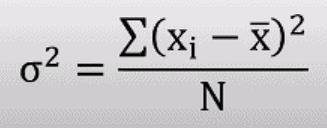 σ² = ∑(xᵢ − x̄)² / N